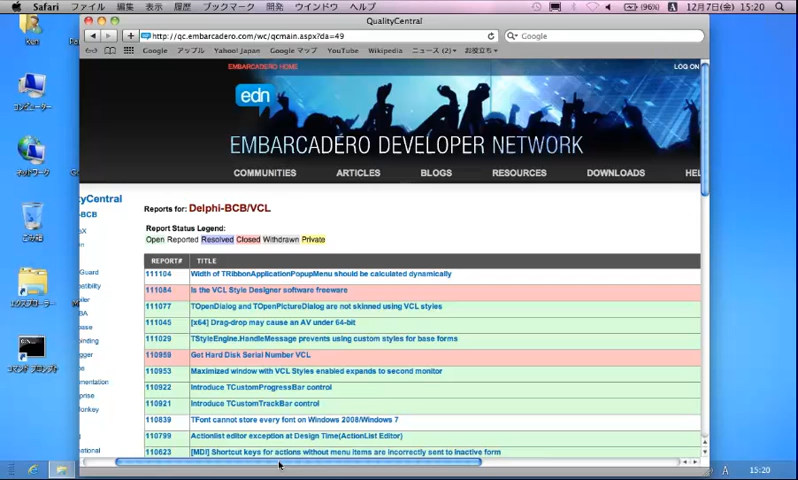 Safari ファイル 編集 表示 履歴 ブックマーク 開発 ウインドウ ヘルプ (96%) A 12月7日(金) 15:20
QualityCentral
http://qc.embarcadero.com/wc/qcmain.aspx?da=49 Google
Google アップル Yahoo! Japan Google マップ YouTube Wikipedia ニュース (2) お役立ち
EMBARCADERO HOME LOG ON
edn
EMBARCADERO DEVELOPER NETWORK
COMMUNITIES ARTICLES BLOGS RESOURCES DOWNLOADS HEL
ken
コンピューター
ネットワーク
ごみ箱
エクスプローラー
コマンド プロンプト
tyCentral
-BCB
Guard
binding
mentation
national
Reports for: Delphi-BCB/VCL
Report Status Legend:
Open Reported Resolved Closed Withdrawn Private
REPORT# TITLE
111104 Width of TRibbonApplicationPopupMenu should be calculated dynamically
111084 Is the VCL Style Designer software freeware
111077 TOpenDialog and TOpenPictureDialog are not skinned using VCL styles
111045 [x64] Drag-drop may cause an AV under 64-bit
111029 TStyleEngine.HandleMessage prevents using custom styles for base forms
110959 Get Hard Disk Serial Number VCL
110953 Maximized window with VCL Styles enabled expands to second monitor
110922 Introduce TCustomProgressBar control
110921 Introduce TCustomTrackBar control
110839 TFont cannot store every font on Windows 2008/Windows 7
110799 Actionlist editor exception at Design Time(ActionList Editor)
110623 [MDI] Shortcut keys for actions without menu items are incorrectly sent to inactive form
A 15:20